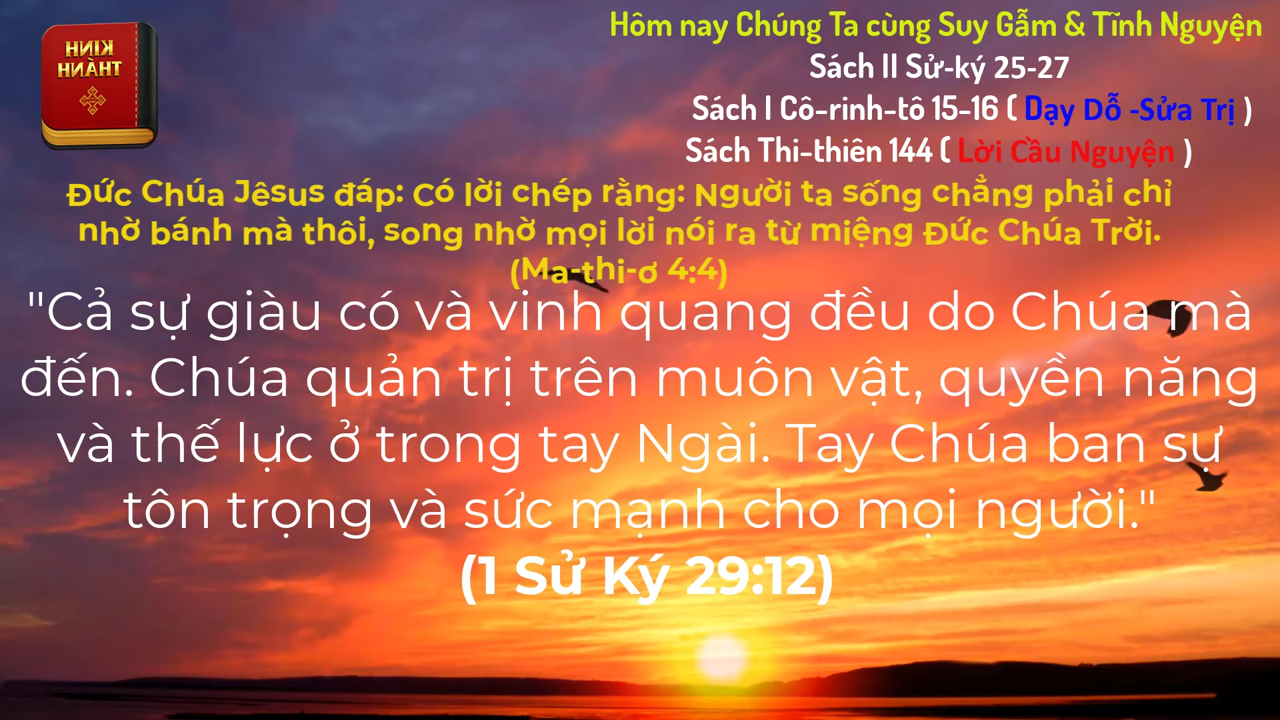 KINH
THÀNH
Hôm nay Chúng Ta cùng Suy Gẫm & Tĩnh Nguyện
Sách II Sử-ký 25-27
Sách I Cô-rinh-tô 15-16 ( Dạy Dỗ -Sửa Trị )
Sách Thi-thiên 144 ( Lời Cầu Nguyện )
Đức Chúa Jêsus đáp: Có lời chép rằng: Người ta sống chẳng phải chỉ
nhờ bánh mà thôi, song nhờ mọi lời nói ra từ miệng Đức Chúa Trời.
(Ma-thi-ơ 4:4)
"Cả sự giàu có và vinh quang đều do Chúa mà
đến. Chúa quản trị trên muôn vật, quyền năng
và thế lực ở trong tay Ngài. Tay Chúa ban sự
tôn trọng và sức mạnh cho mọi người."
(1 Sử Ký 29:12)